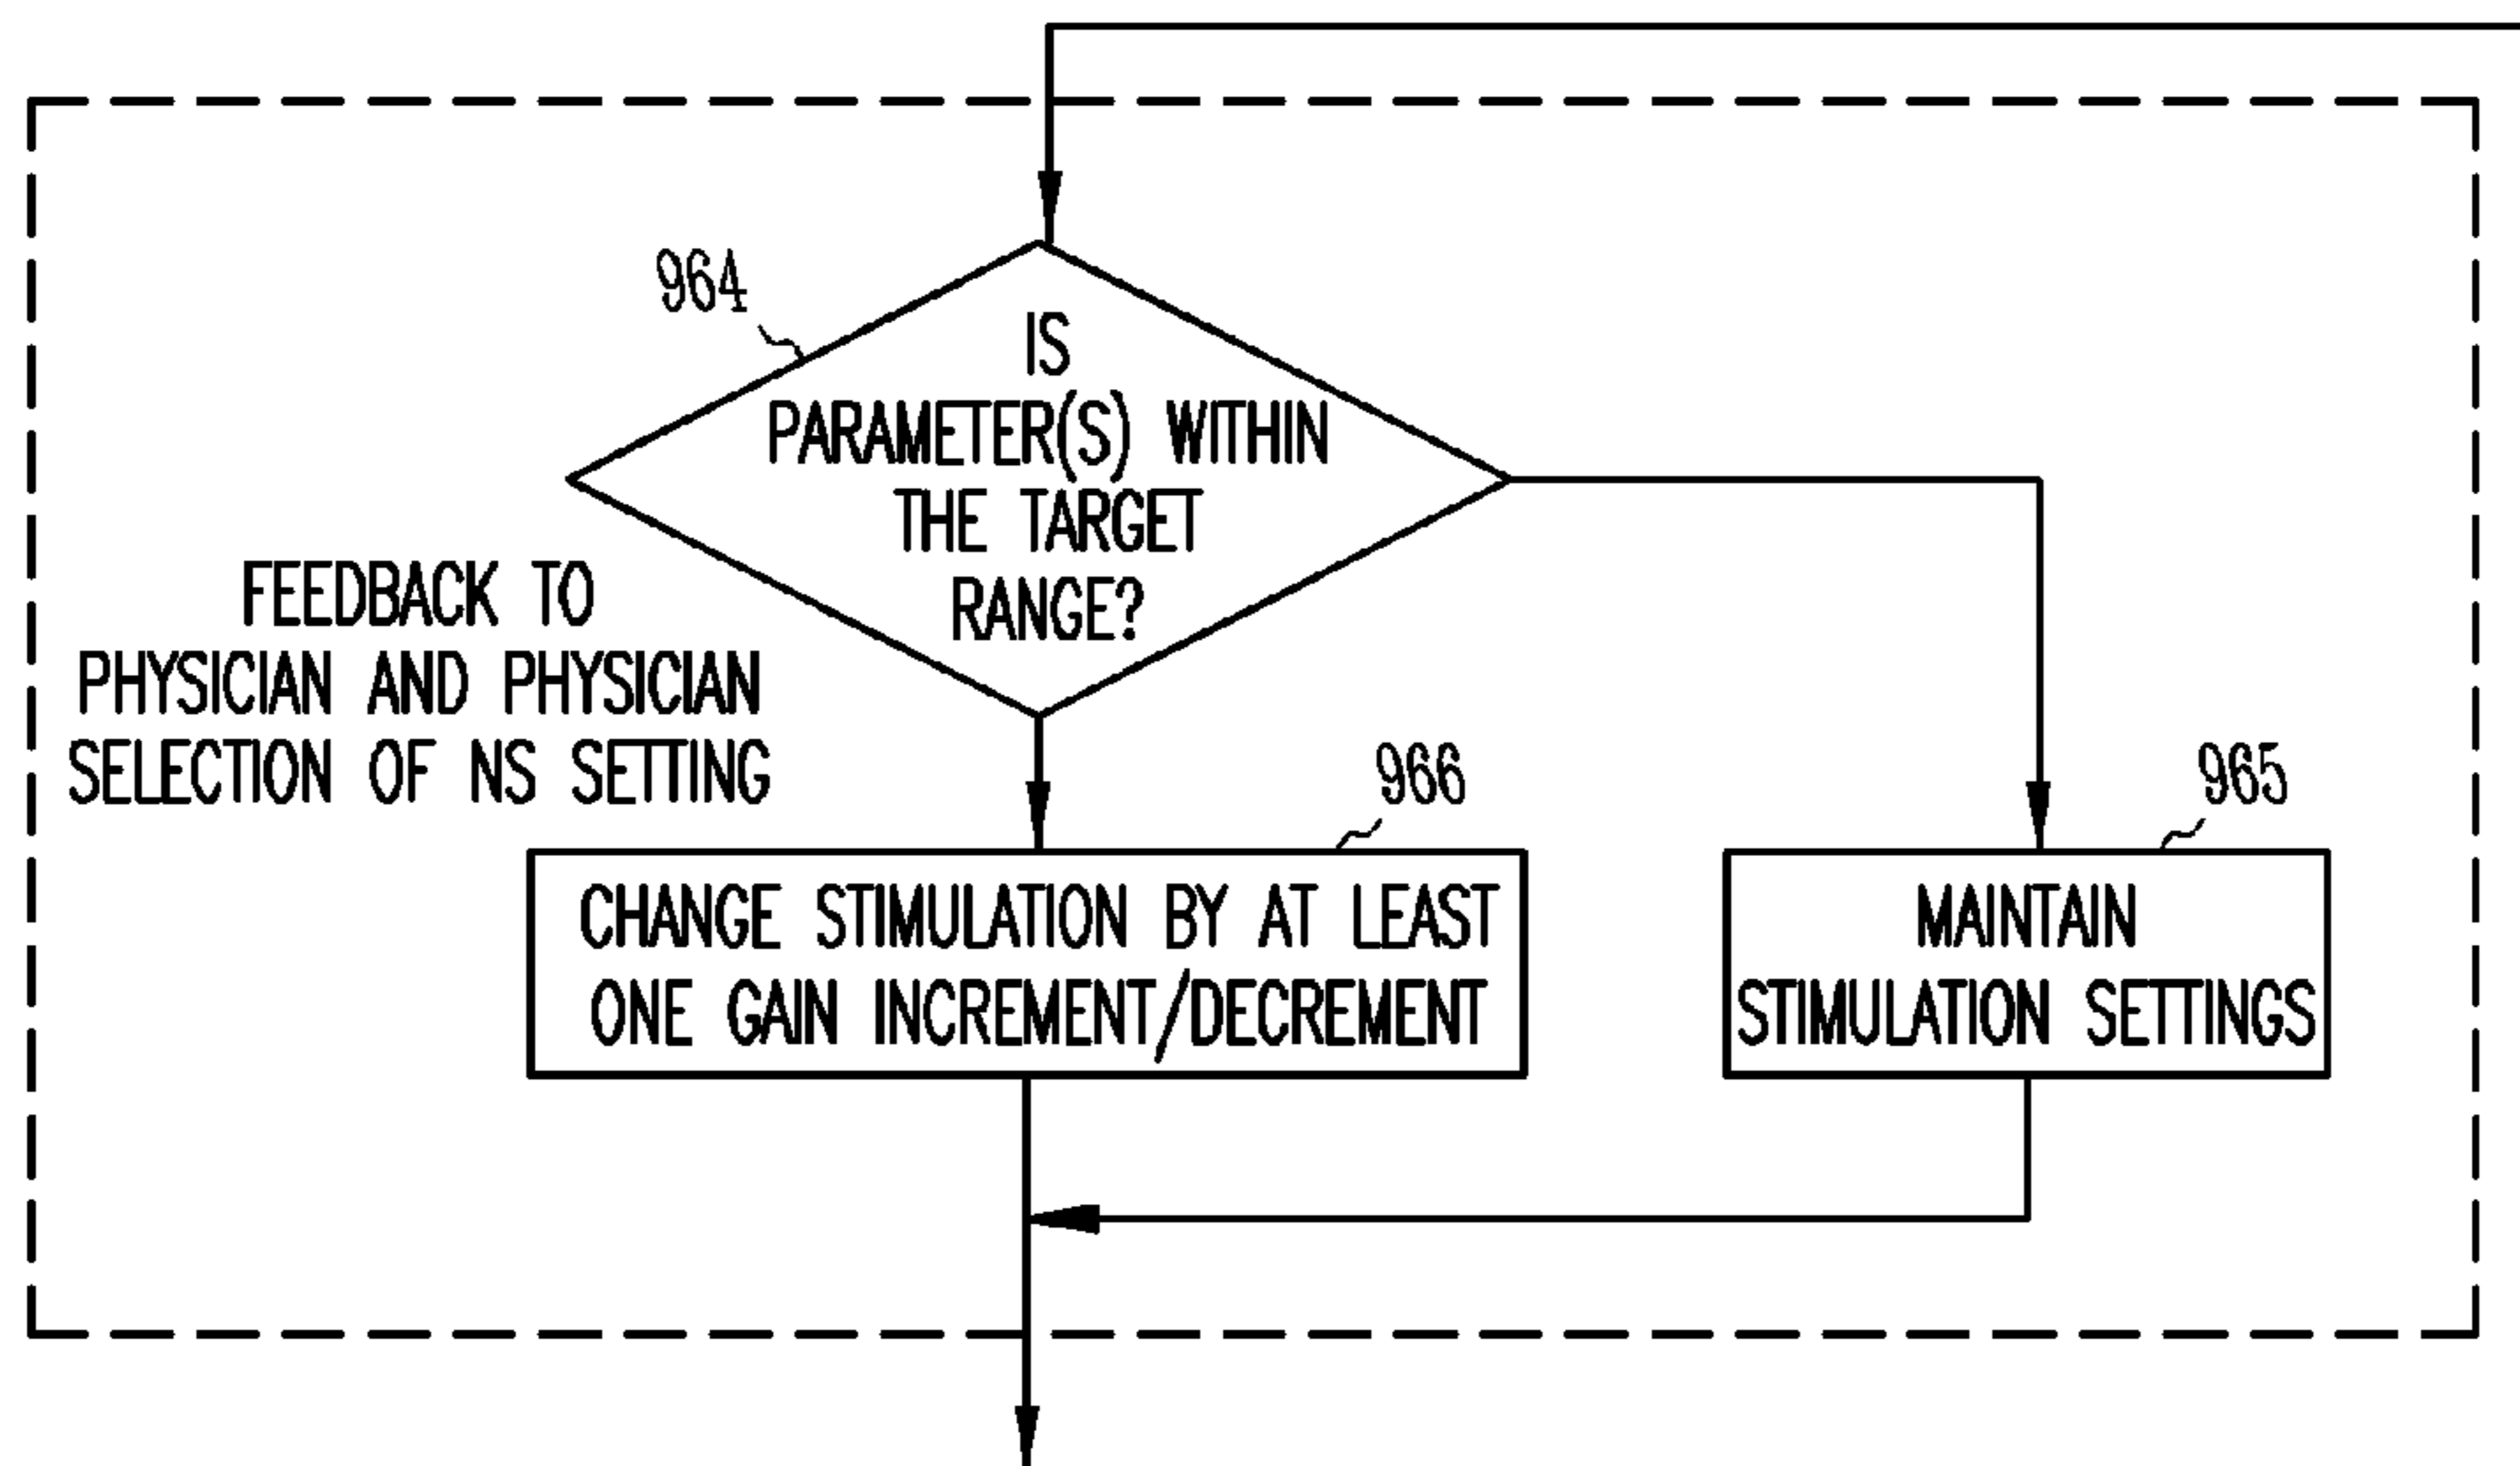 964
IS
PARAMETER(S) WITHIN
THE TARGET
RANGE?
FEEDBACK TO
PHYSICIAN AND PHYSICIAN
SELECTION OF NS SETTING
966
CHANGE STIMULATION BY AT LEAST
ONE GAIN INCREMENT/DECREMENT
965
MAINTAIN
STIMULATION SETTINGS